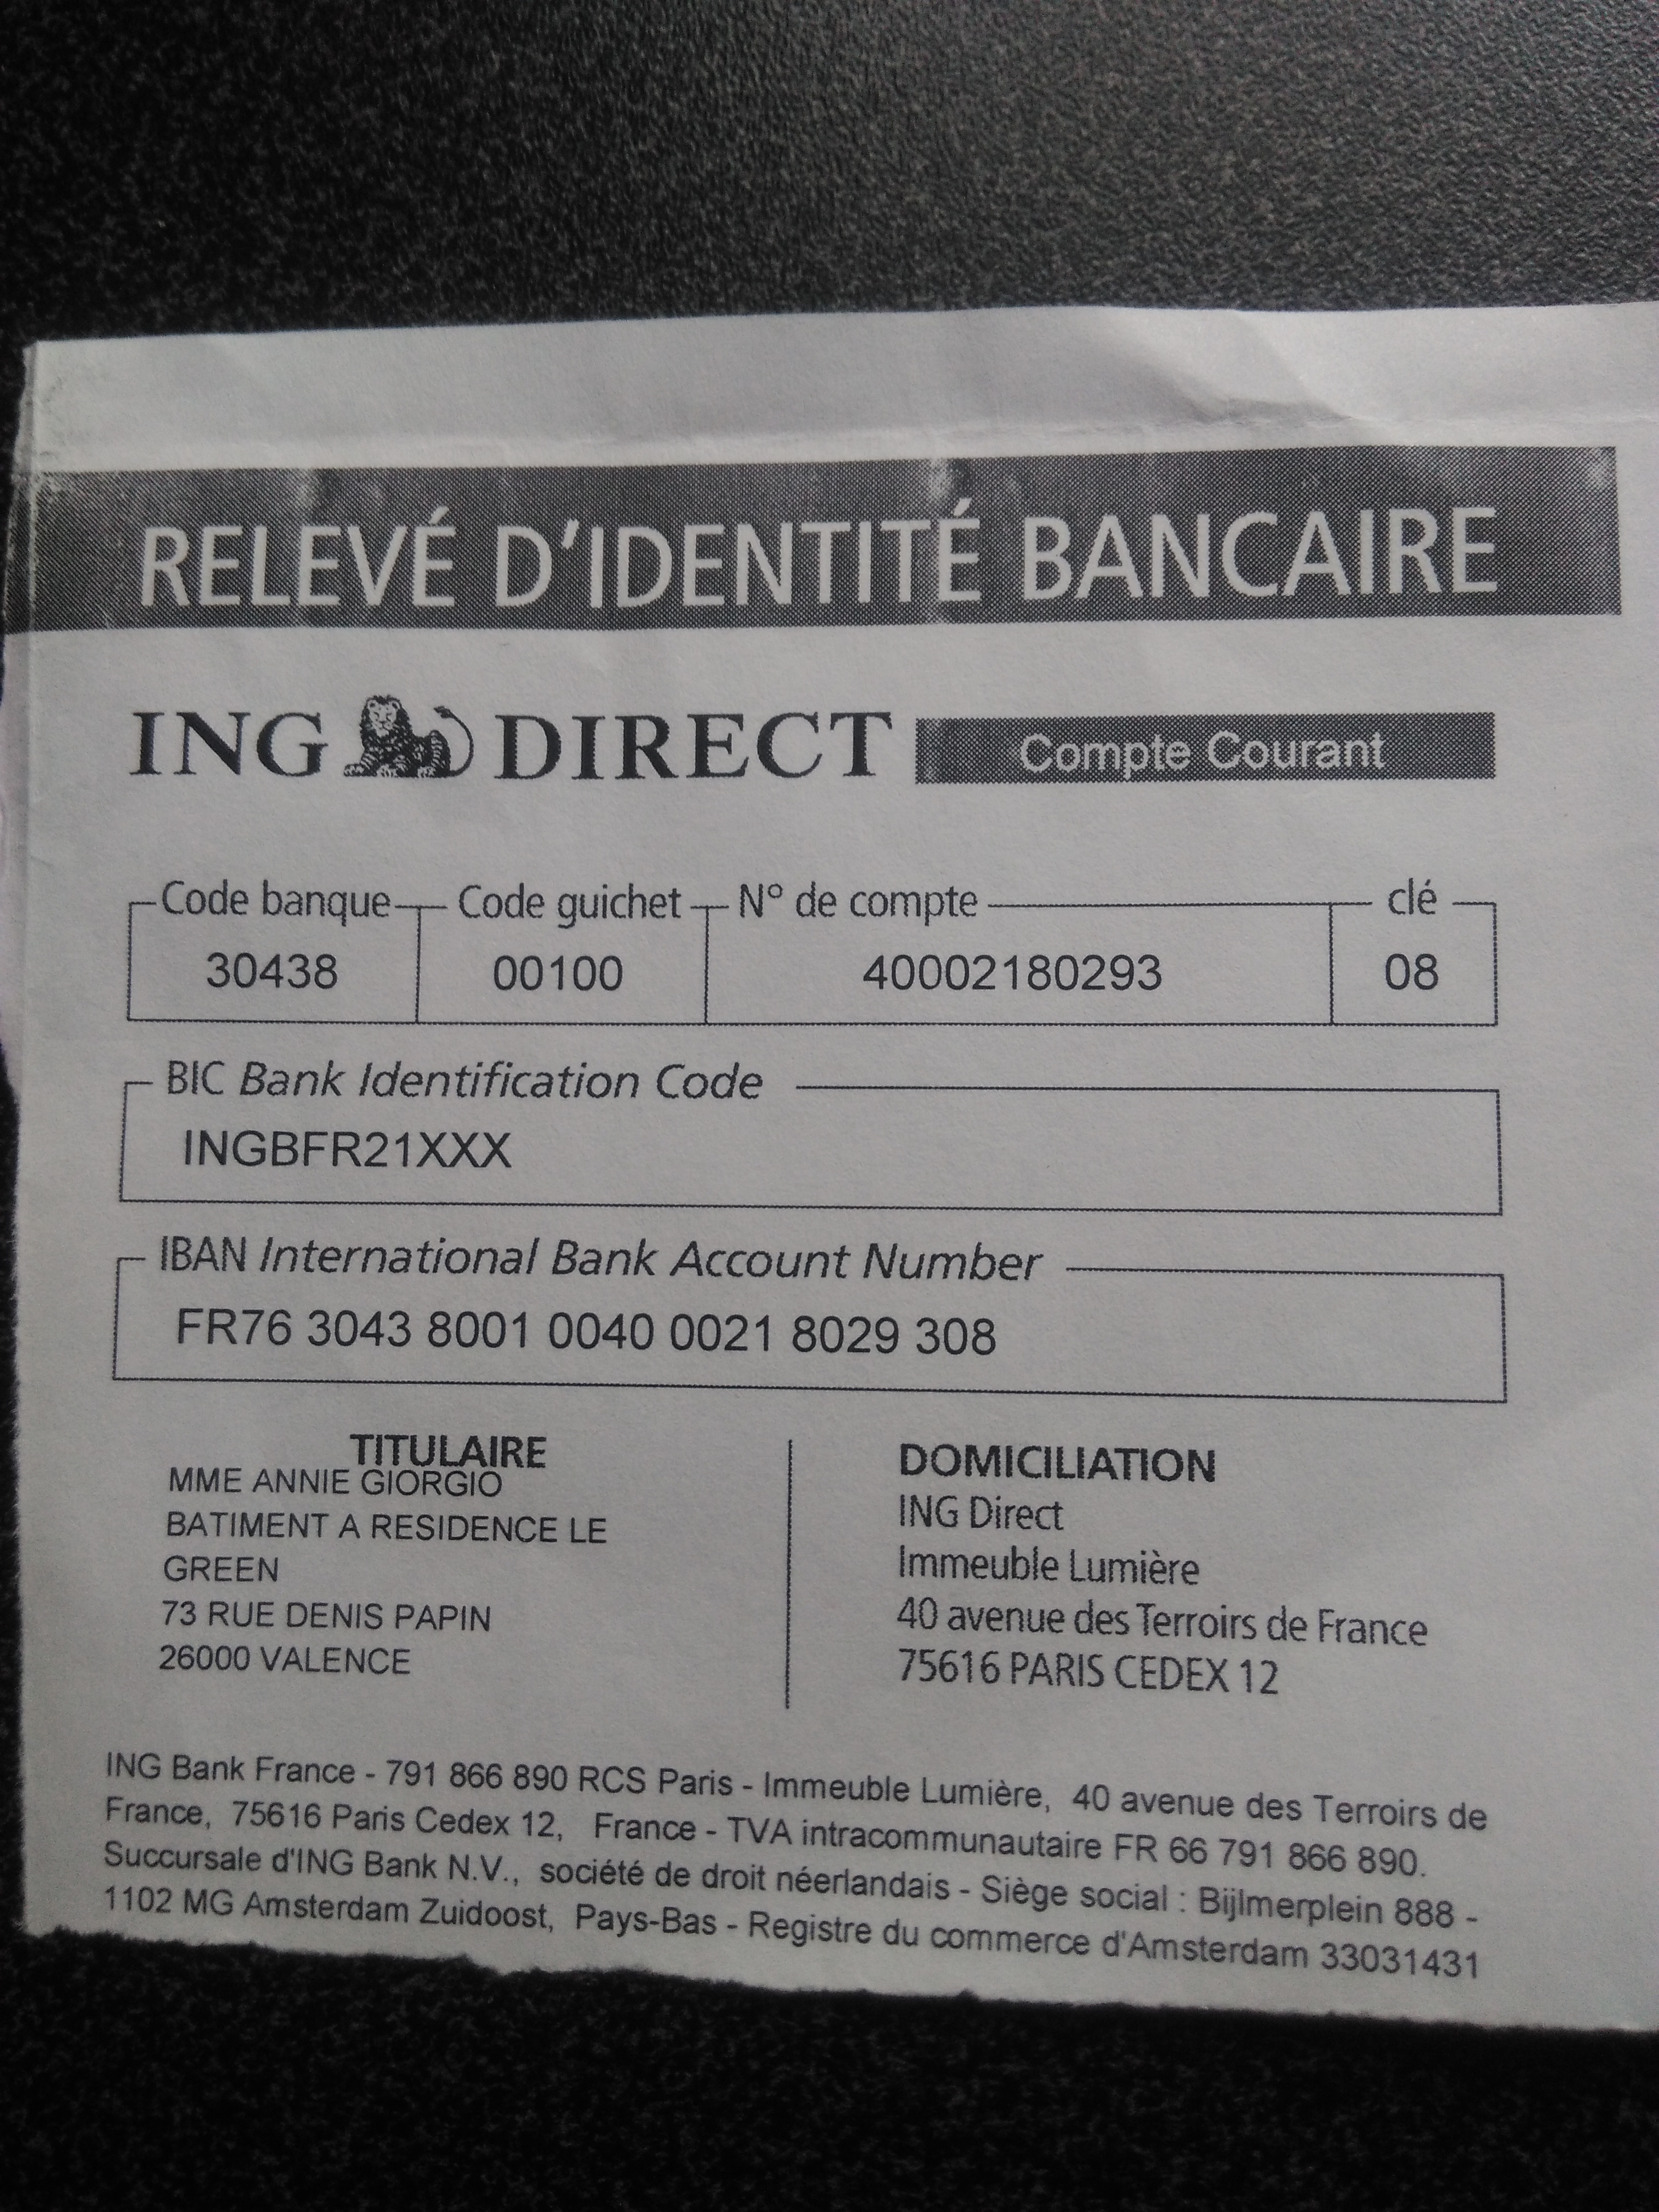 RELEVÉ D'IDENTITÉ BANCAIRE
ING DIRECT Compte Courant
Code banque Code guichet N° de compte clé
30438 00100 40002180293 08
BIC Bank Identification Code
INGBFR21XXX
IBAN International Bank Account Number
FR76 3043 8001 0040 0021 8029 308
TITULAIRE
MME ANNIE GIORGIO
BATIMENT A RESIDENCE LE
GREEN
73 RUE DENIS PAPIN
26000 VALENCE
DOMICILIATION
ING Direct
Immeuble Lumière
40 avenue des Terroirs de France
75616 PARIS CEDEX 12
ING Bank France - 791 866 890 RCS Paris - Immeuble Lumière, 40 avenue des Terroirs de
France, 75616 Paris Cedex 12, France - TVA intracommunautaire FR 66 791 866 890.
Succursale d'ING Bank N.V., société de droit néerlandais - Siège social : Bijlmerplein 888 -
1102 MG Amsterdam Zuidoost, Pays-Bas - Registre du commerce d'Amsterdam 33031431